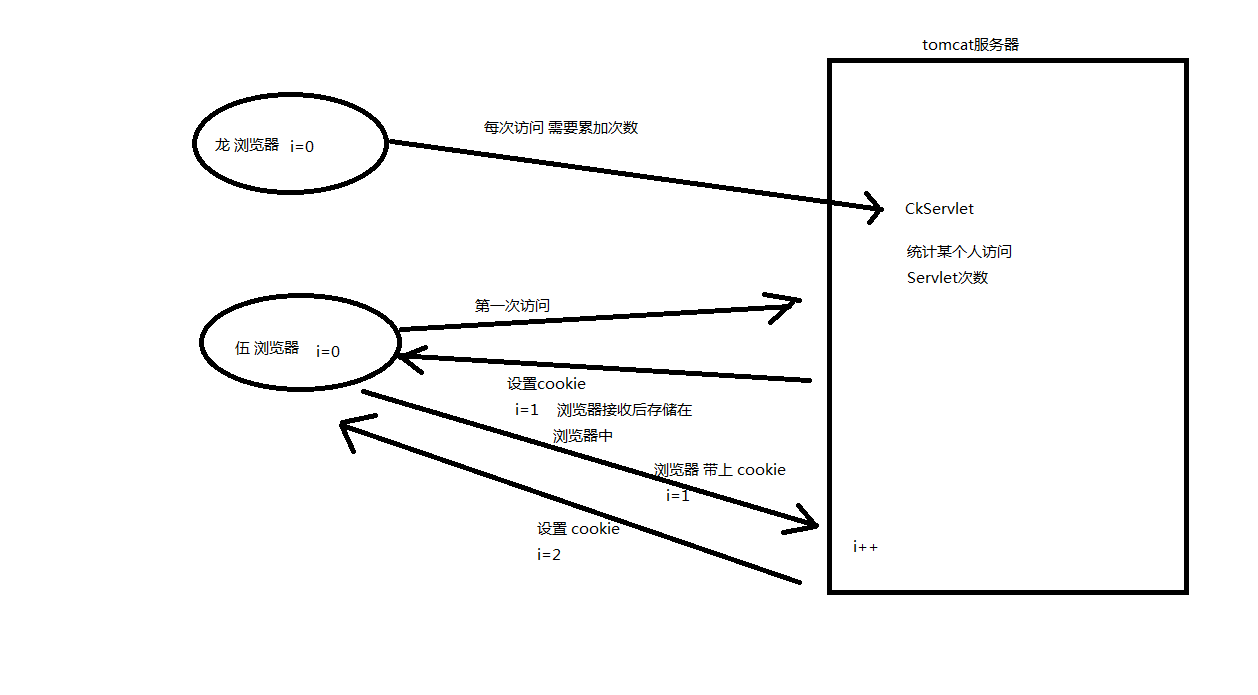 tomcat服务器
每次访问 需要累加次数
龙 浏览器 i=0
CkServlet
统计某个人访问
Servlet次数
第一次访问
伍 浏览器 i=0
设置cookie
i=1 浏览器接收后存储在
浏览器中
浏览器 带上 cookie
i=1
设置 cookie
i=2
i++